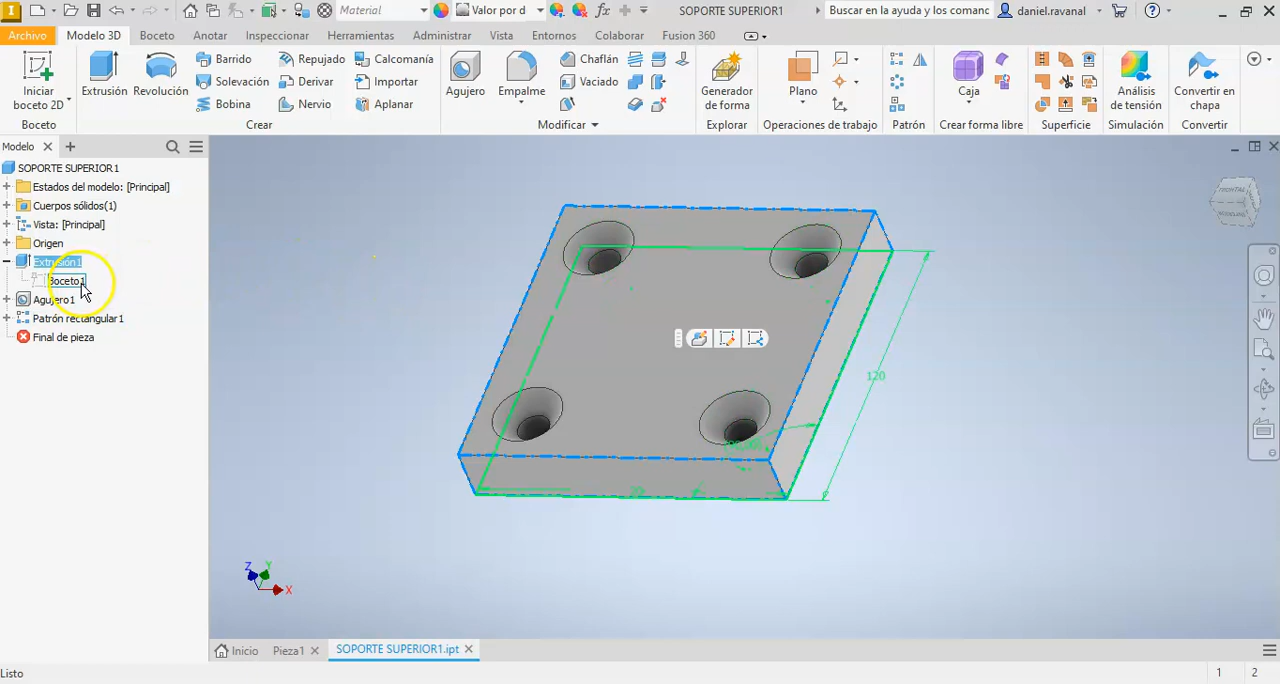 Material
Valor por d
fx
SOPORTE SUPERIOR1
Buscar en la ayuda y los comanc
daniel.ravanal
Archivo
Modelo 3D
Boceto
Anotar
Inspeccionar
Herramientas
Administrar
Vista
Entornos
Colaborar
Fusion 360
Iniciar
boceto 2D
Extrusión
Revolución
Barrido
Solevación
Bobina
Repujado
Derivar
Nervio
Calcomanía
Importar
Aplanar
Agujero
Empalme
Chaflán
Vaciado
Generador
de forma
Plano
Caja
Análisis
de tensión
Convertir en
chapa
Boceto
Crear
Modificar
Explorar
Operaciones de trabajo
Patrón
Crear forma libre
Superficie
Simulación
Convertir
Modelo
SOPORTE SUPERIOR1
Estados del modelo: [Principal]
Cuerpos sólidos(1)
Vista: [Principal]
Origen
Extrusión1
Boceto1
Agujero1
Patrón rectangular1
Final de pieza
FRONTAL
120
Z
Y
X
Inicio
Pieza1
SOPORTE SUPERIOR1.ipt
Listo
1
2